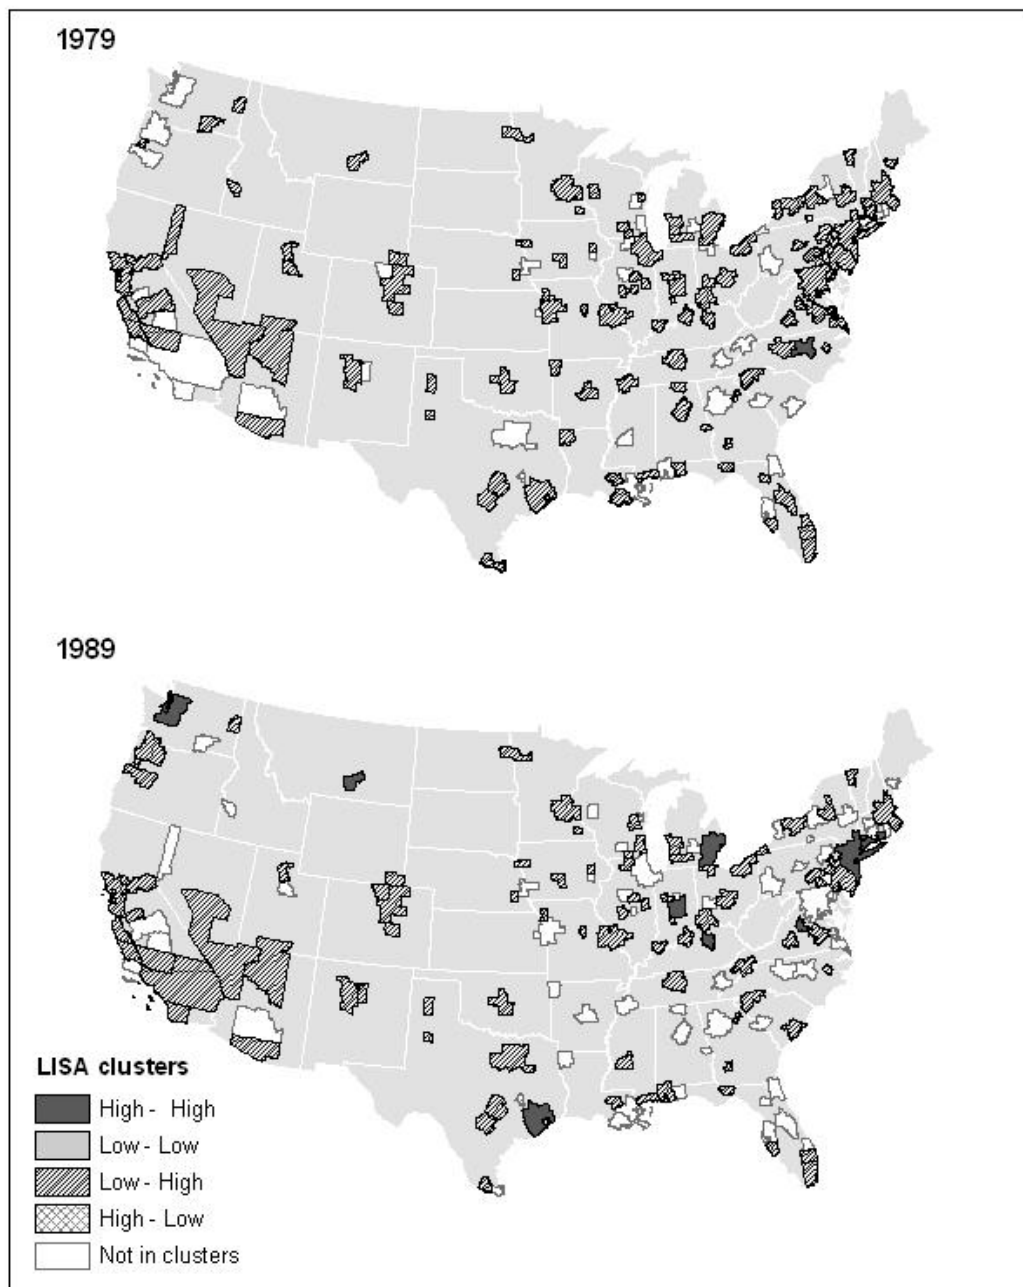 1979
1989
LISA clusters
High - High
Low - Low
Low - High
High - Low
Not in clusters